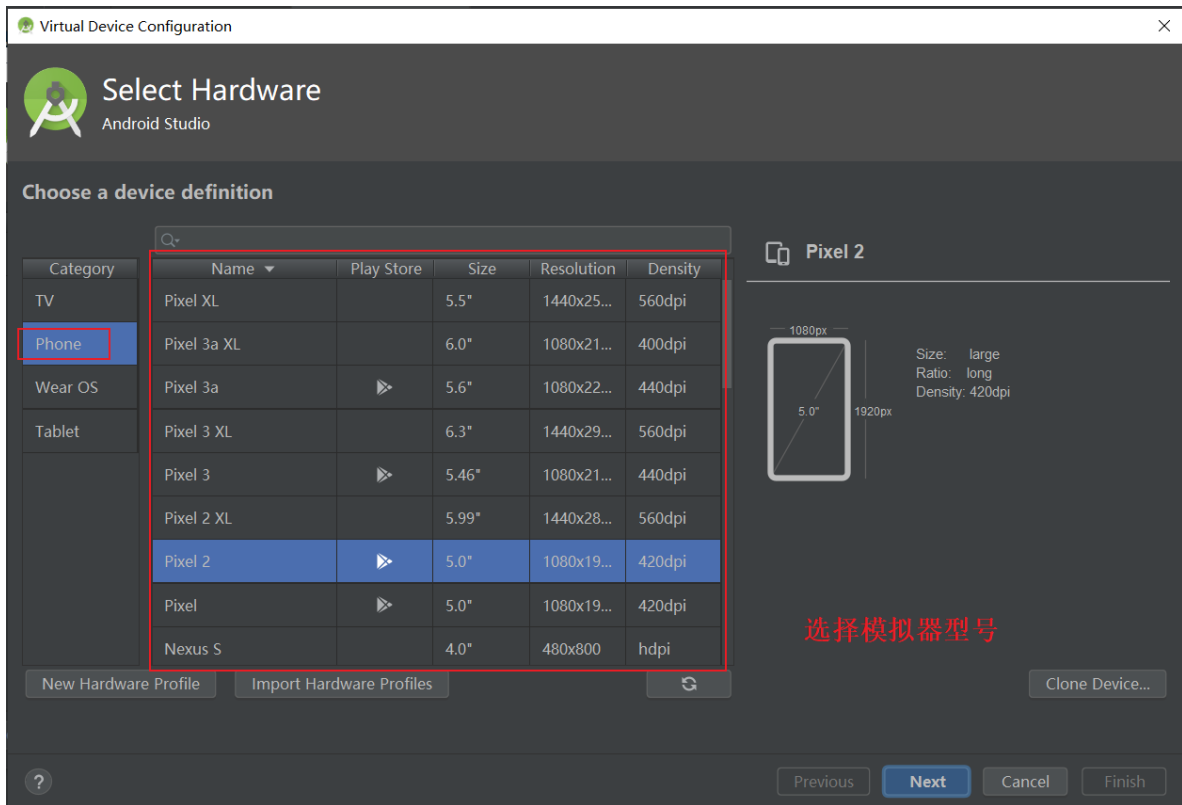 Virtual Device Configuration
Select Hardware
Android Studio
Choose a device definition
Category
TV
Phone
Wear OS
Tablet
Name Play Store Size Resolution Density
Pixel XL 5.5" 1440x25... 560dpi
Pixel 3a XL 6.0" 1080x21... 400dpi
Pixel 3a 5.6" 1080x22... 440dpi
Pixel 3 XL 6.3" 1440x29... 560dpi
Pixel 3 5.46" 1080x21... 440dpi
Pixel 2 XL 5.99" 1440x28... 560dpi
Pixel 2 5.0" 1080x19... 420dpi
Pixel 5.0" 1080x19... 420dpi
Nexus S 4.0" 480x800 hdpi
Pixel 2
1080px
5.0"
1920px
Size: large
Ratio: long
Density: 420dpi
选择模拟器型号
New Hardware Profile Import Hardware Profiles
Clone Device...
?
Previous Next Cancel Finish